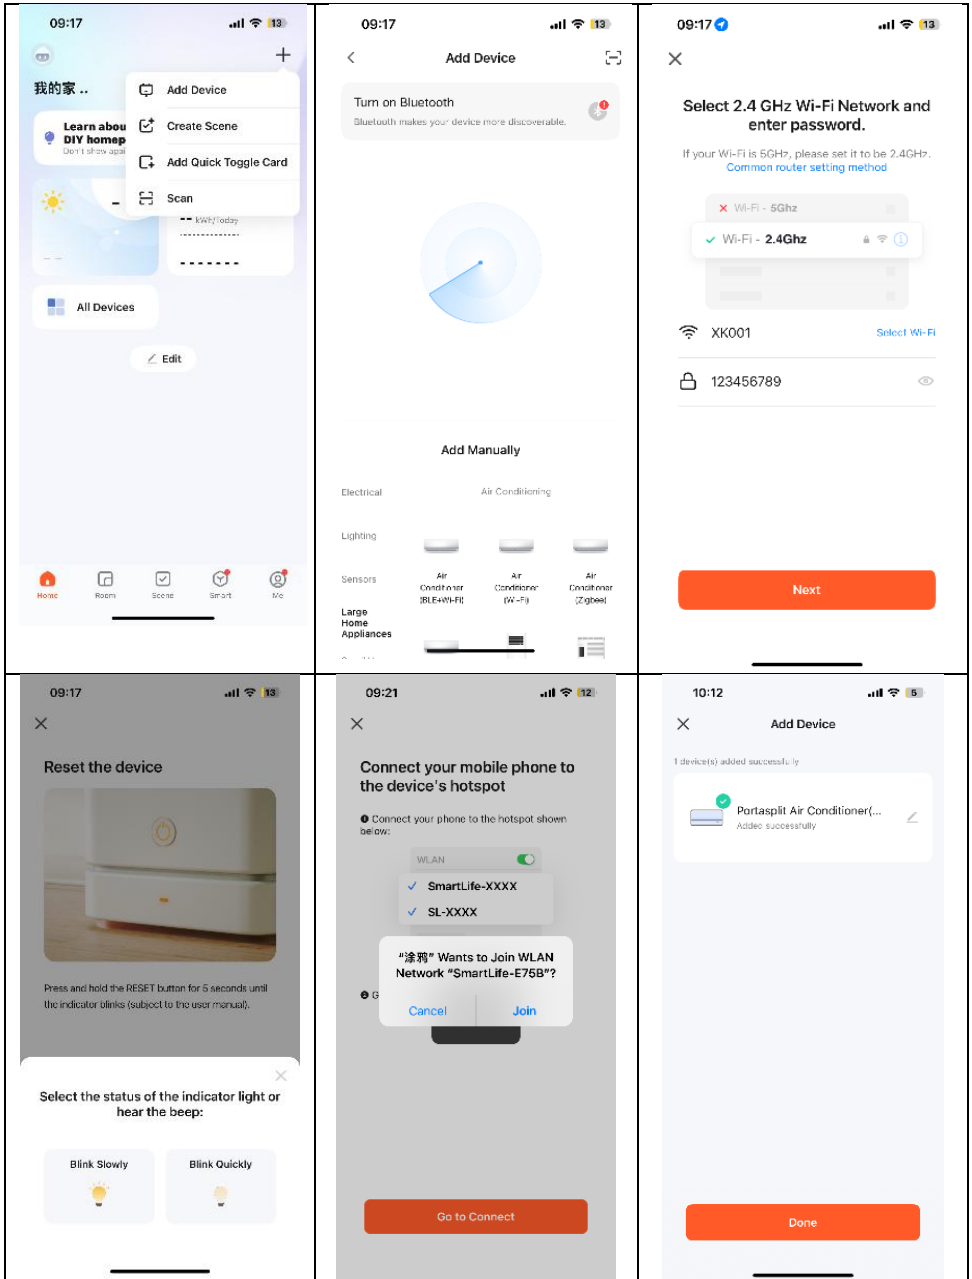 09:17
13
我的家 ..
Add Device
Create Scene
Add Quick Toggle Card
Scan
Learn abou
DIY homep
Don't show agai
kWh/Today
All Devices
Edit
Home
Room
Scene
Smart
Me
09:17
13
Add Device
Turn on Bluetooth
Bluetooth makes your device more discoverable.
Add Manually
Electrical
Air Conditioning
Lighting
Sensors
Air
Conditioner
(BLE+Wi-Fi)
Air
Conditioner
(Wi-Fi)
Air
Conditioner
(Zigbee)
Large
Home
Appliances
09:17
13
Select 2.4 GHz Wi-Fi Network and
enter password.
If your Wi-Fi is 5GHz, please set it to be 2.4GHz.
Common router setting method
Wi-Fi - 5Ghz
Wi-Fi - 2.4Ghz
XK001
Select Wi-Fi
123456789
Next
09:17
13
Reset the device
Press and hold the RESET button for 5 seconds until
the indicator blinks (subject to the user manual).
Select the status of the indicator light or
hear the beep:
Blink Slowly
Blink Quickly
09:21
12
Connect your mobile phone to
the device's hotspot
1 Connect your phone to the hotspot shown
below:
WLAN
SmartLife-XXXX
SL-XXXX
“涂鸦” Wants to Join WLAN
Network “SmartLife-E75B”?
2 G
Cancel
Join
Go to Connect
10:12
5
Add Device
1 device(s) added successfully
Portasplit Air Conditioner(...
Added successfully
Done